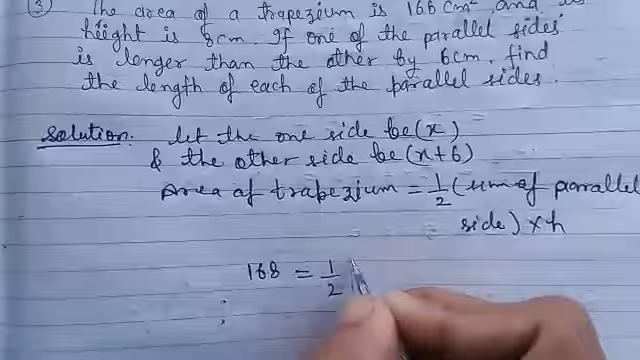 (3) The area of a trapezium is 168 cm² and its
height is 8cm. If one of the parallel sides
is longer than the other by 6cm, find
the length of each of the parallel sides.
Solution. let the one side be (x)
& the other side be (x+6)
Area of trapezium = 1/2 (sum of parallel
side) × h
168 = 1/2